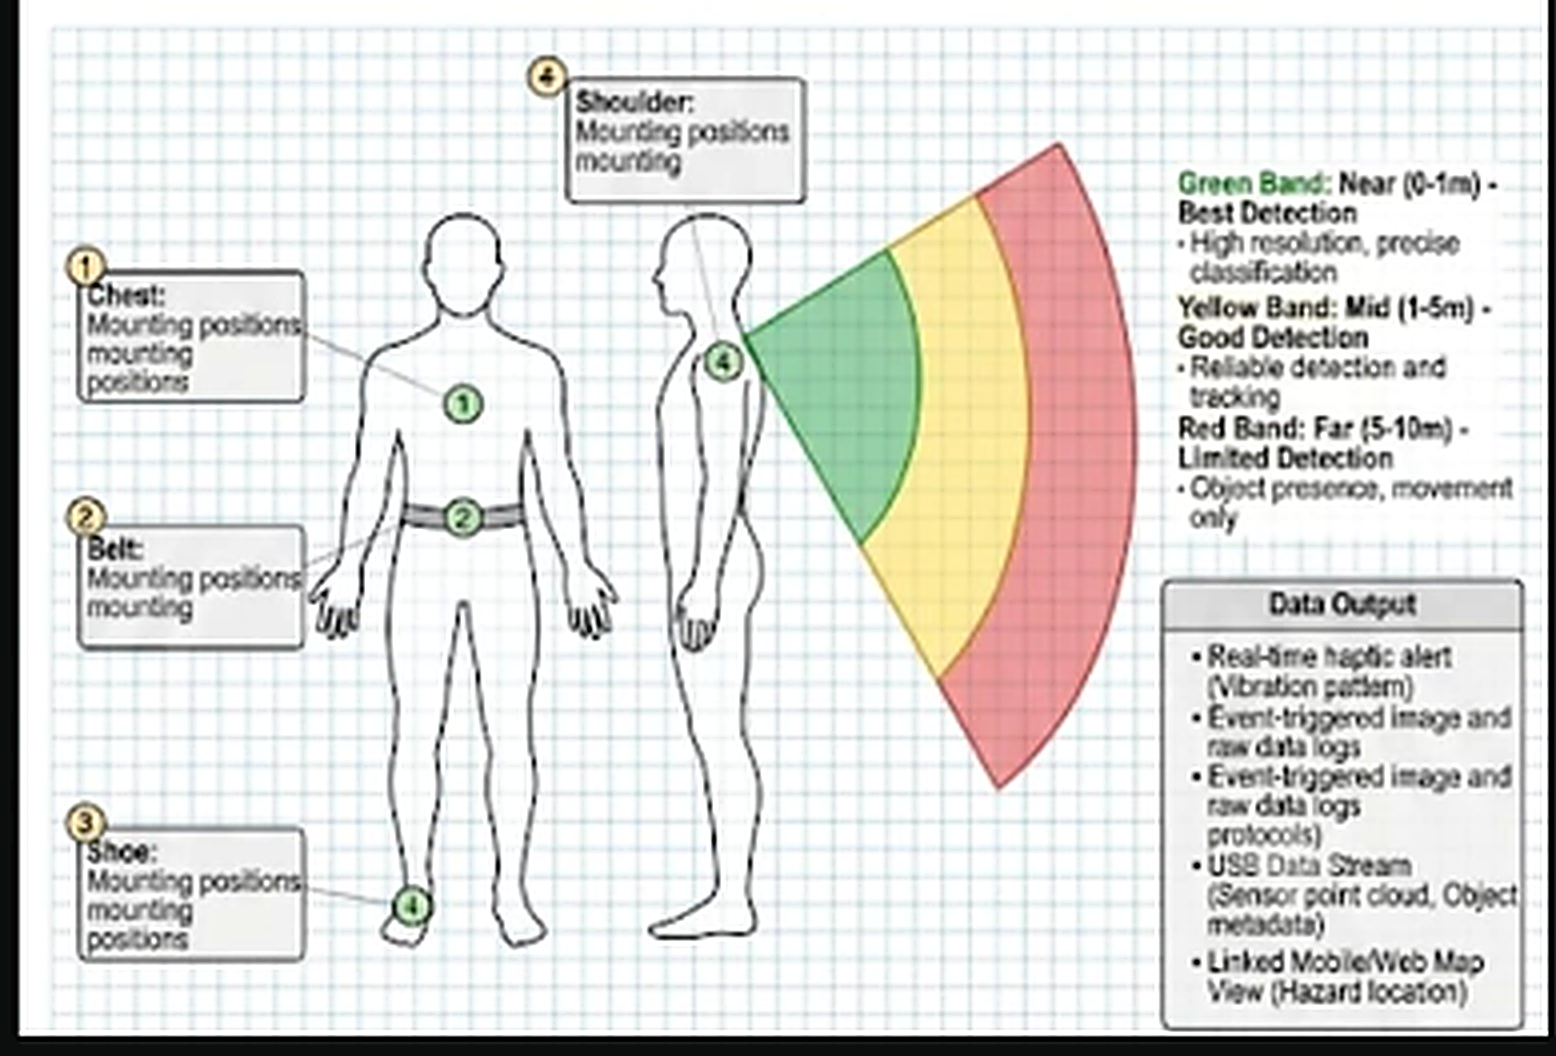 4
Shoulder:
Mounting positions
mounting
1
Chest:
Mounting positions
mounting
positions
2
Belt:
Mounting positions
mounting
3
Shoe:
Mounting positions
mounting
positions
1
2
4
4
Green Band: Near (0-1m) -
Best Detection
· High resolution, precise
classification
Yellow Band: Mid (1-5m) -
Good Detection
· Reliable detection and
tracking
Red Band: Far (5-10m) -
Limited Detection
· Object presence, movement
only
Data Output
• Real-time haptic alert
(Vibration pattern)
• Event-triggered image and
raw data logs
• Event-triggered image and
raw data logs
protocols)
• USB Data Stream
(Sensor point cloud, Object
metadata)
• Linked Mobile/Web Map
View (Hazard location)